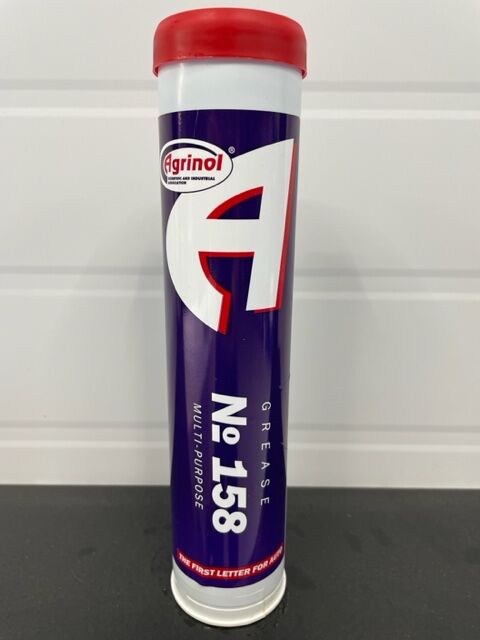 Agrinol®
SCIENTIFIC AND INDUSTRIAL
ASSOCIATION
GREASE
№ 158
MULTI-PURPOSE
THE FIRST LETTER FOR AUTO